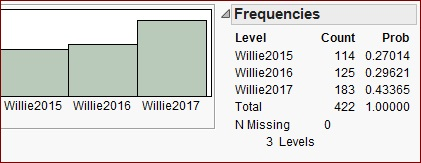 Frequencies
Level Count Prob
Willie2015 114 0.27014
Willie2016 125 0.29621
Willie2017 183 0.43365
Total 422 1.00000
N Missing 0
3 Levels
Willie2015 Willie2016 Willie2017